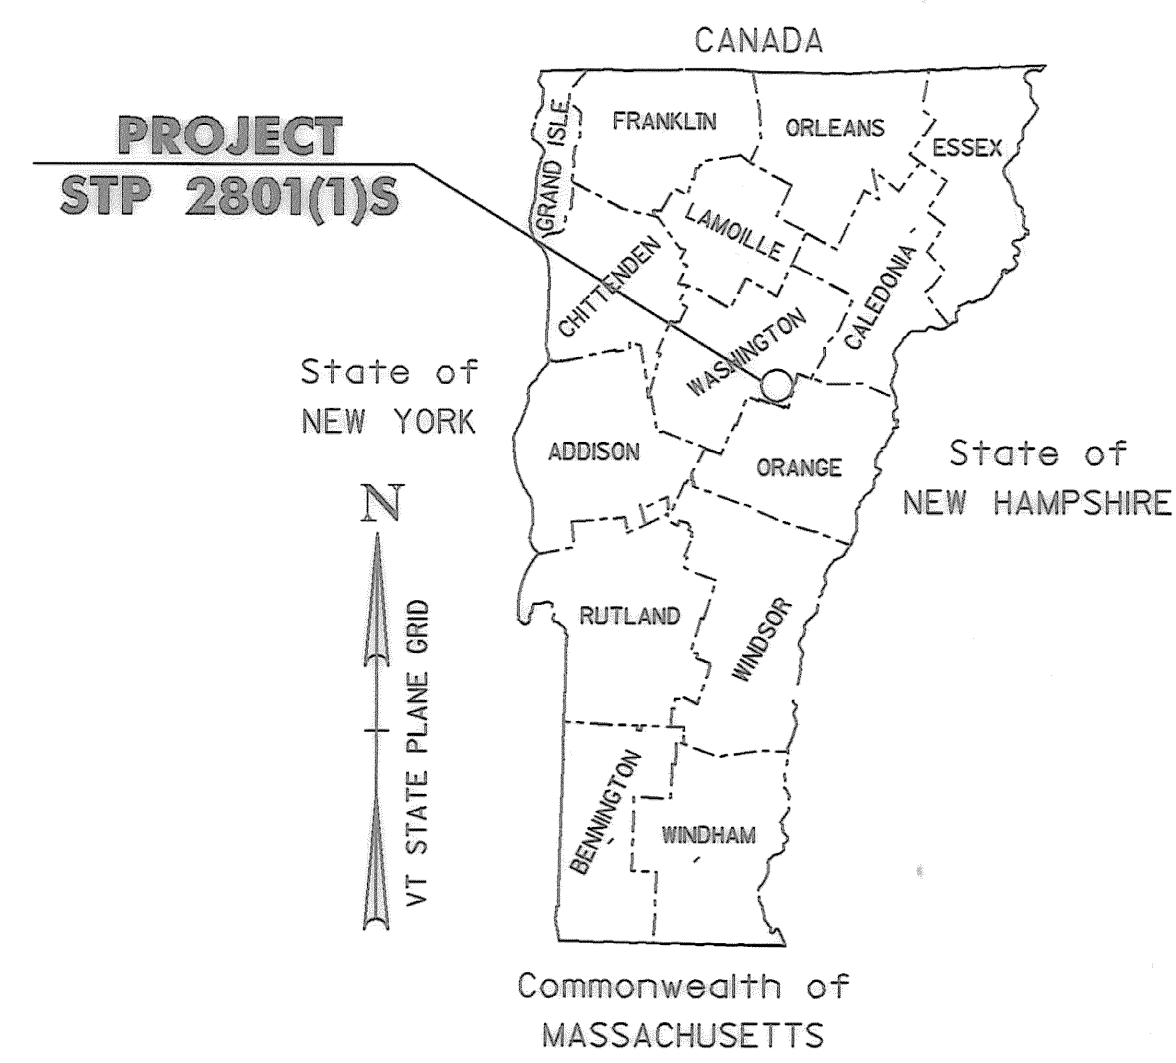 CANADA
PROJECT
STP 2801(1)S
GRAND ISLE
FRANKLIN
ORLEANS
ESSEX
LAMOILLE
CHITTENDEN
CALEDONIA
WASHINGTON
State of
NEW YORK
ADDISON
ORANGE
State of
NEW HAMPSHIRE
N
VT STATE PLANE GRID
RUTLAND
WINDSOR
BENNINGTON
WINDHAM
Commonwealth of
MASSACHUSETTS